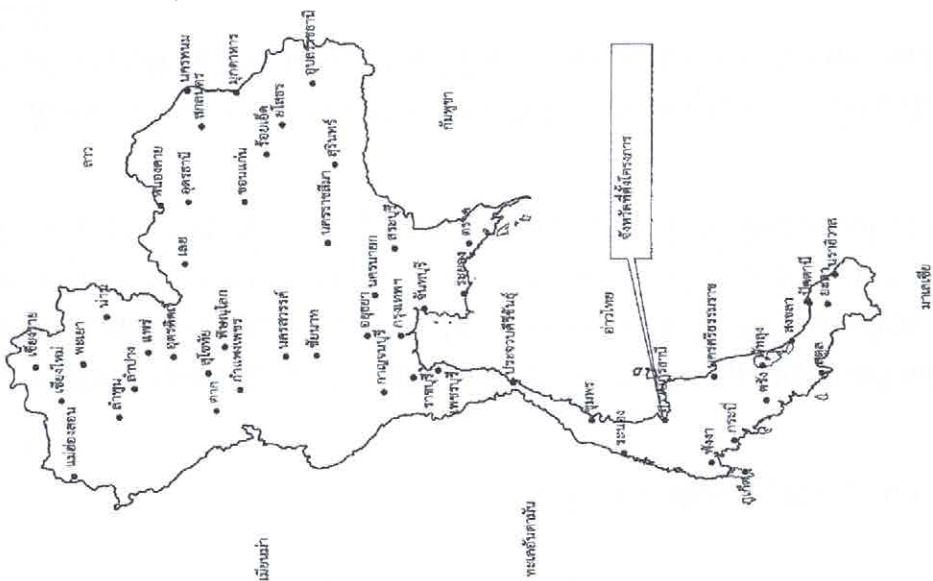 เชียงราย
เชียงใหม่
แม่ฮ่องสอน
พะเยา
น่าน
ลำพูน
ลำปาง
แพร่
อุตรดิตถ์
สุโขทัย
ตาก
พิษณุโลก
กำแพงเพชร
นครสวรรค์
ชัยนาท
ลาว
เลย
หนองคาย
อุดรธานี
นครพนม
สกลนคร
มุกดาหาร
ขอนแก่น
ร้อยเอ็ด
ยโสธร
อุบลราชธานี
สุรินทร์
นครราชสีมา
กัมพูชา
เมียนม่า
อยุธยา
นครนายก
สระบุรี
กาญจนบุรี
กรุงเทพฯ
จันทบุรี
ระยอง
ตราด
ราชบุรี
เพชรบุรี
ประจวบคีรีขันธ์
ทะเลอันดามัน
อ่าวไทย
จังหวัดที่ตั้งโครงการ
ชุมพร
ระนอง
สุราษฎร์ธานี
นครศรีธรรมราช
พังงา
กระบี่
ภูเก็ต
ตรัง
พัทลุง
สงขลา
สตูล
ปัตตานี
ยะลา
นราธิวาส
มาเลเซีย